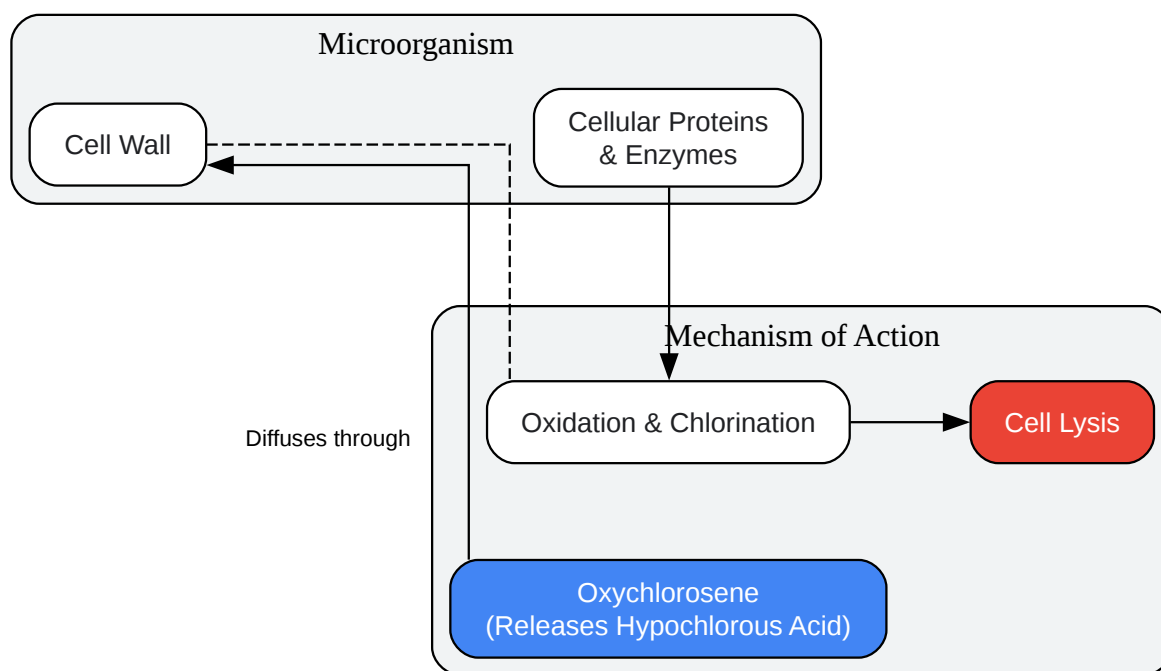 Microorganism
Cell Wall
Cellular Proteins
& Enzymes
Mechanism of Action
Oxidation & Chlorination
Cell Lysis
Diffuses through
Oxychlorosene
(Releases Hypochlorous Acid)